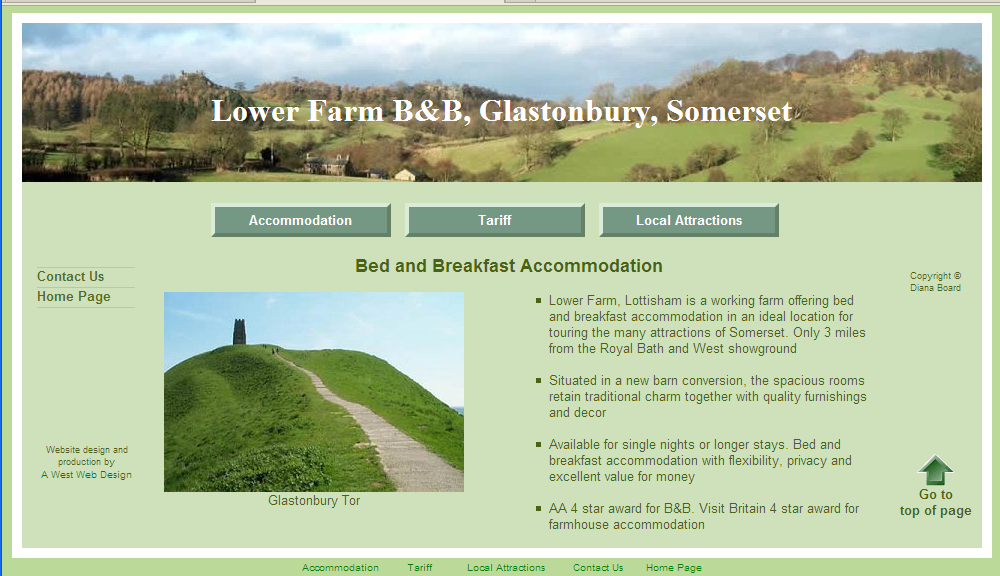 Lower Farm B&B, Glastonbury, Somerset
Accommodation
Tariff
Local Attractions
Contact Us
Home Page
Bed and Breakfast Accommodation
Glastonbury Tor
Lower Farm, Lottisham is a working farm offering bed
and breakfast accommodation in an ideal location for
touring the many attractions of Somerset. Only 3 miles
from the Royal Bath and West showground
Situated in a new barn conversion, the spacious rooms
retain traditional charm together with quality furnishings
and decor
Available for single nights or longer stays. Bed and
breakfast accommodation with flexibility, privacy and
excellent value for money
AA 4 star award for B&B. Visit Britain 4 star award for
farmhouse accommodation
Copyright ©
Diana Board
Website design and
production by
A West Web Design
Go to
top of page
Accommodation
Tariff
Local Attractions
Contact Us
Home Page